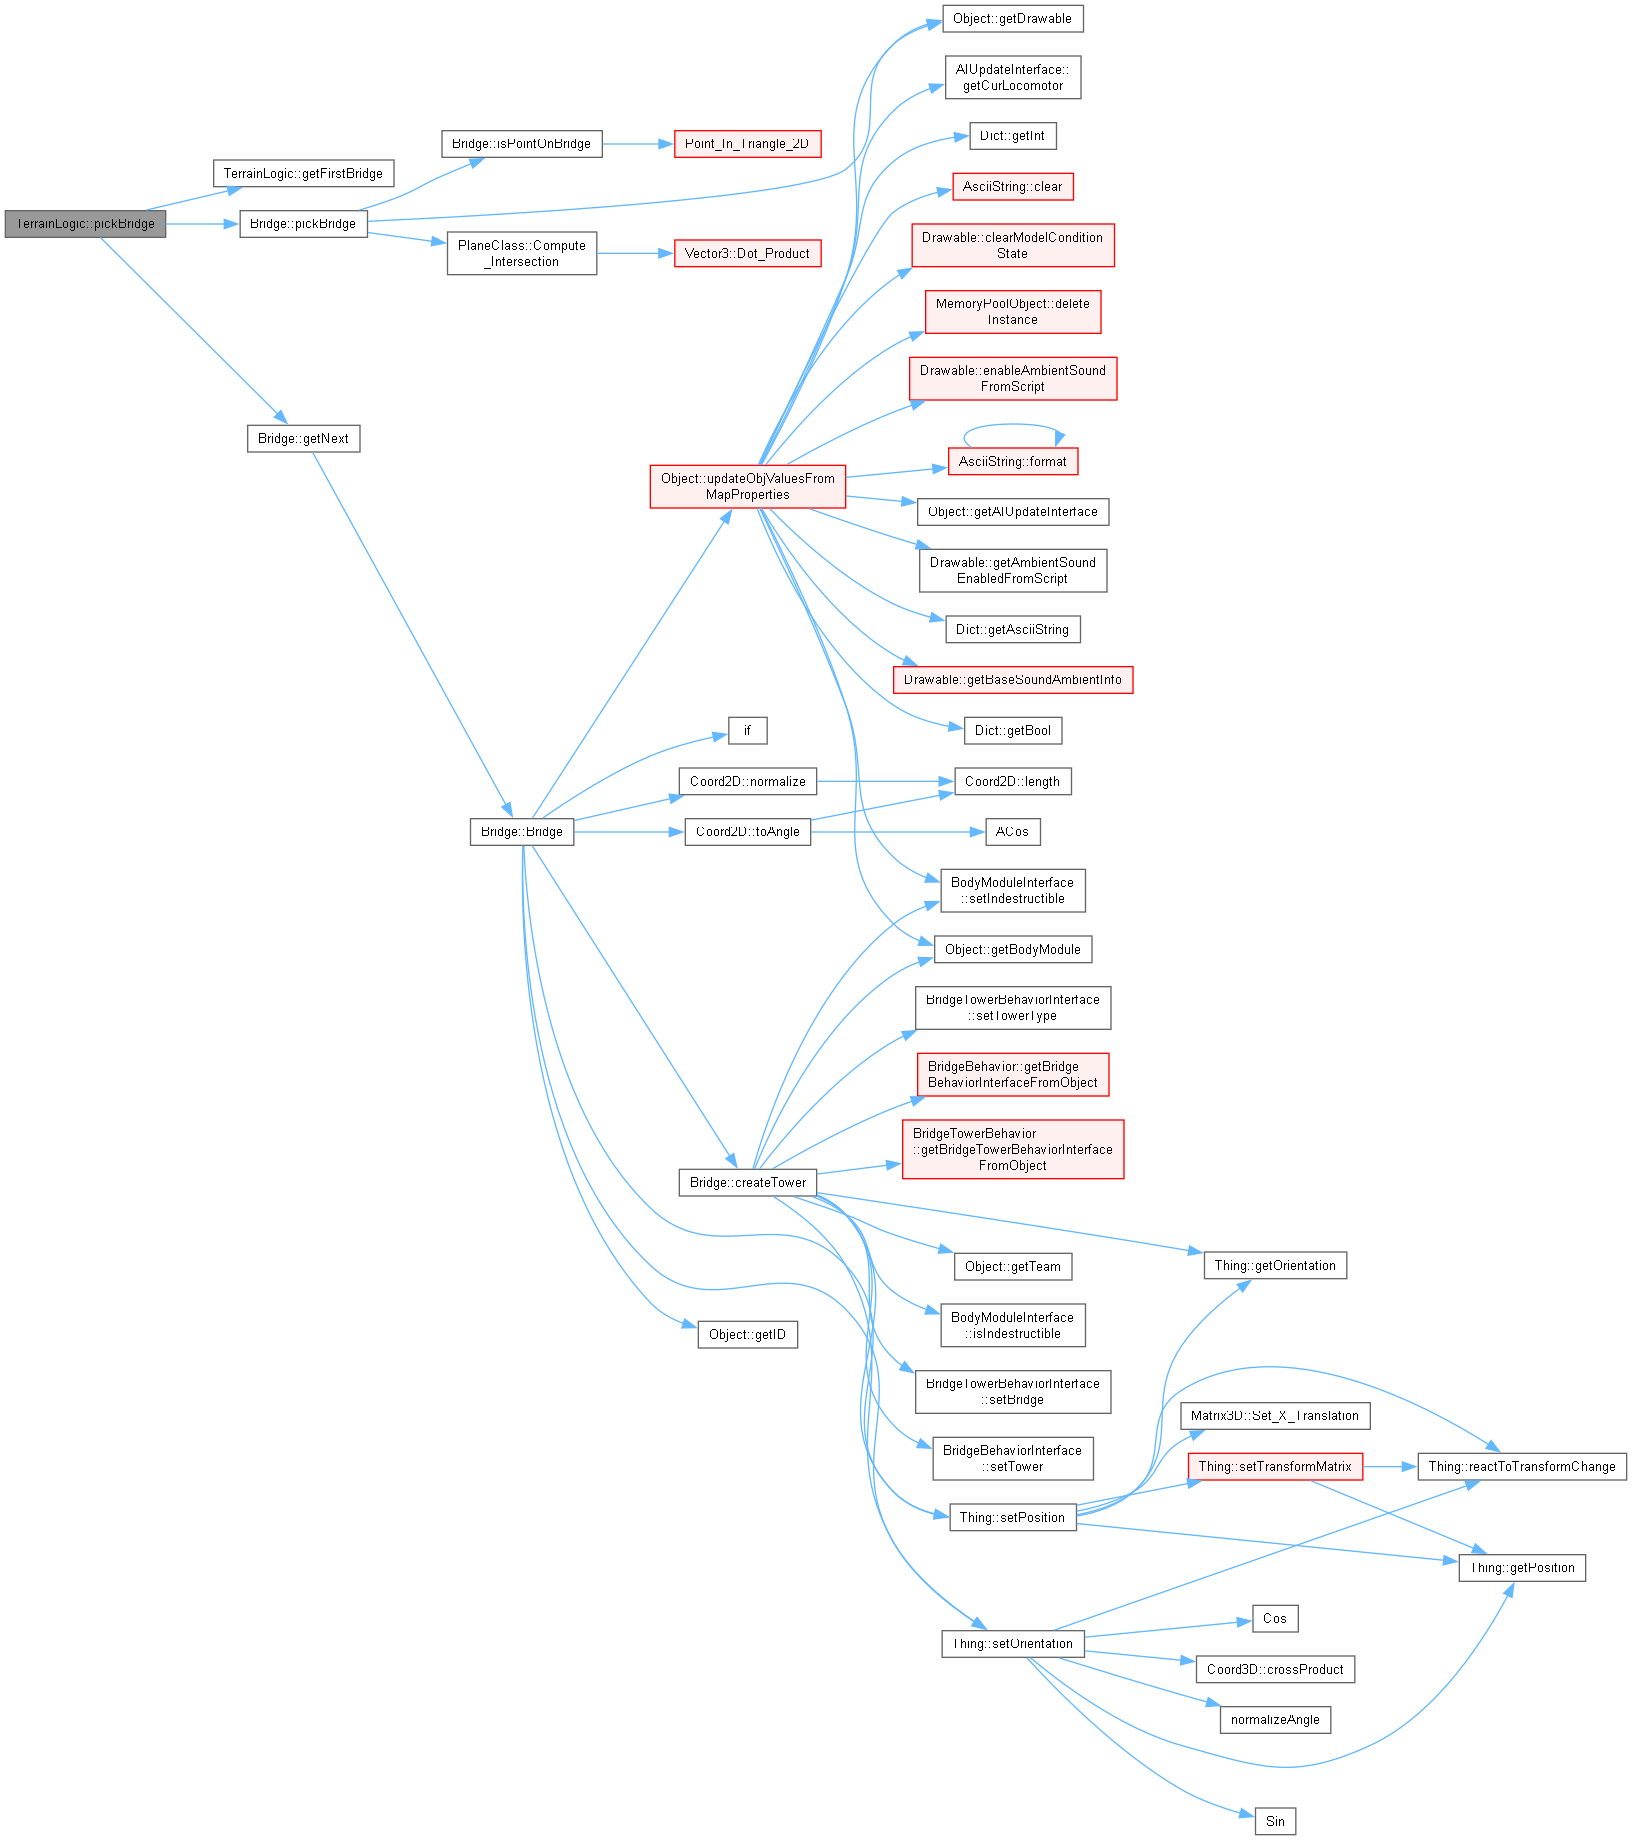 Object::getDrawable
AIUpdateInterface::
getCurLocomotor
Dict::getInt
Bridge::isPointOnBridge
Point_In_Triangle_2D
TerrainLogic::getFirstBridge
AsciiString::clear
TerrainLogic::pickBridge
Bridge::pickBridge
PlaneClass::Compute
_Intersection
Vector3::Dot_Product
Drawable::clearModelCondition
State
MemoryPoolObject::delete
Instance
Drawable::enableAmbientSound
FromScript
Bridge::getNext
AsciiString::format
Object::updateObjValuesFrom
MapProperties
Object::getAIUpdateInterface
Drawable::getAmbientSound
EnabledFromScript
Dict::getAsciiString
Drawable::getBaseSoundAmbientInfo
if
Dict::getBool
Coord2D::normalize
Coord2D::length
Bridge::Bridge
Coord2D::toAngle
ACos
BodyModuleInterface
::setIndestructible
Object::getBodyModule
BridgeTowerBehaviorInterface
::setTowerType
BridgeBehavior::getBridge
BehaviorInterfaceFromObject
BridgeTowerBehavior
::getBridgeTowerBehaviorInterface
FromObject
Bridge::createTower
Object::getTeam
Thing::getOrientation
BodyModuleInterface
::isIndestructible
Object::getID
BridgeTowerBehaviorInterface
::setBridge
Matrix3D::Set_X_Translation
BridgeBehaviorInterface
::setTower
Thing::setTransformMatrix
Thing::reactToTransformChange
Thing::setPosition
Thing::getPosition
Cos
Thing::setOrientation
Coord3D::crossProduct
normalizeAngle
Sin